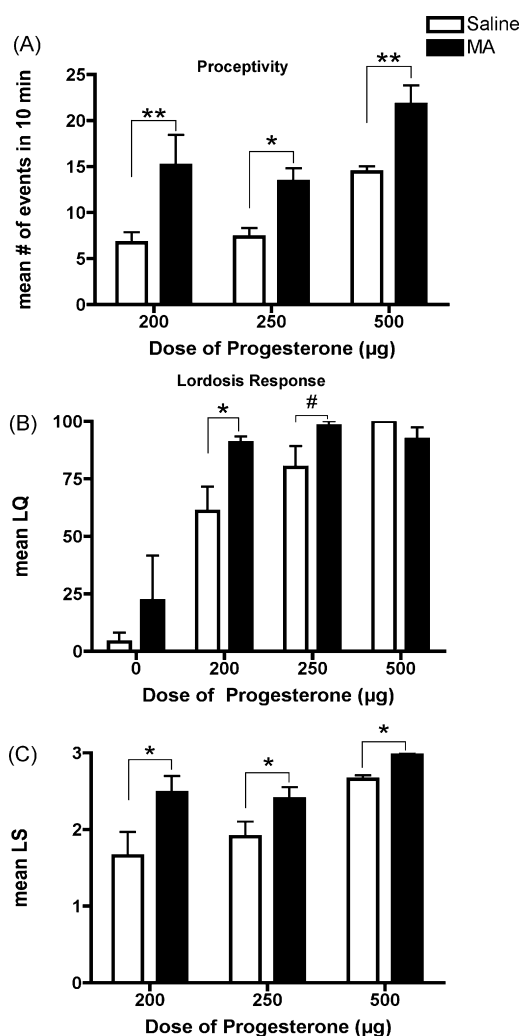 Saline
MA
(A)
Proceptivity
mean # of events in 10 min
25
20
15
10
5
0
**
*
**
200 250 500
Dose of Progesterone (µg)
Lordosis Response
(B)
mean LQ
100
75
50
25
0
*
#
0 200 250 500
Dose of Progesterone (µg)
(C)
mean LS
3
2
1
0
*
*
*
200 250 500
Dose of Progesterone (µg)